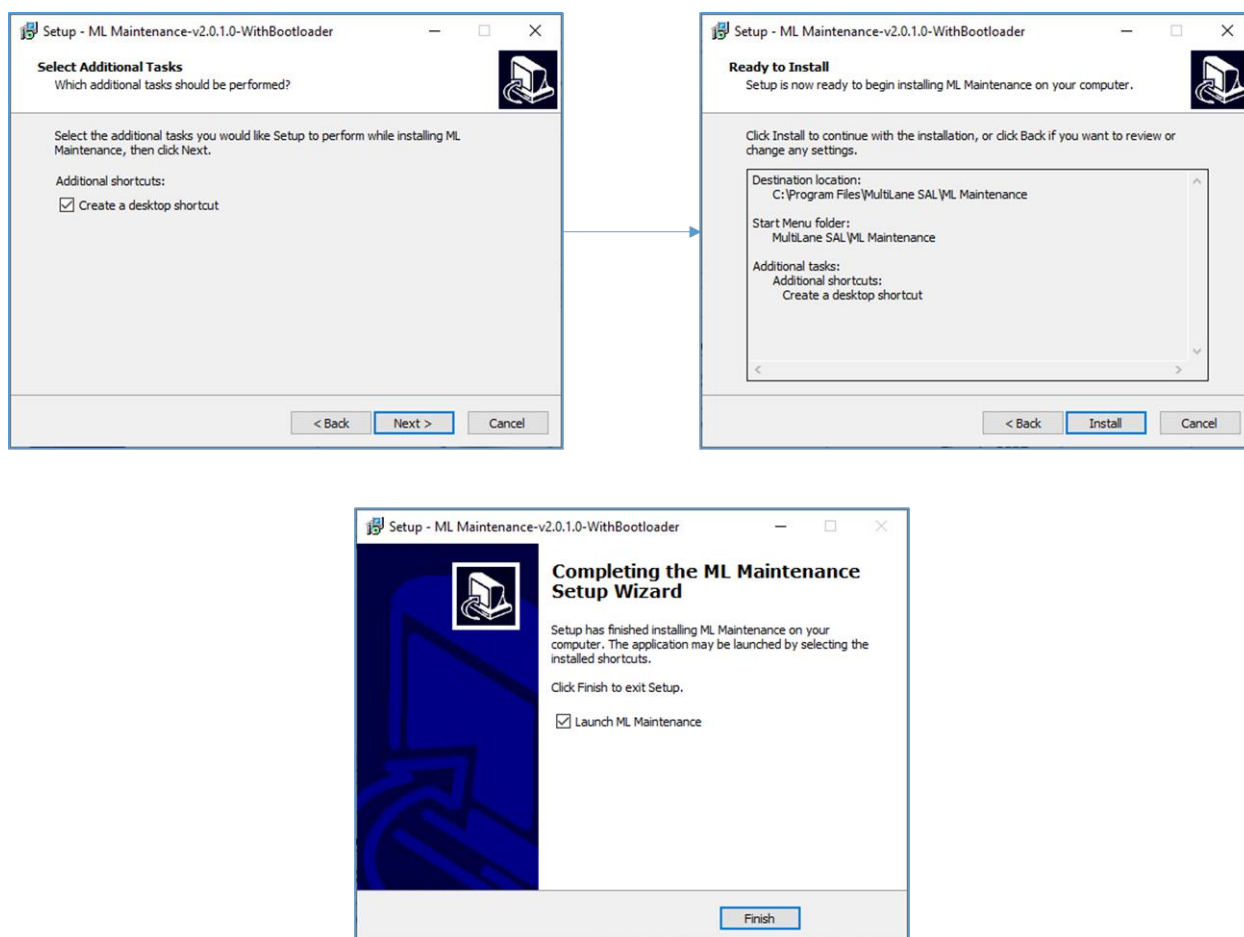 Setup - ML Maintenance-v2.0.1.0-WithBootloader
Select Additional Tasks
Which additional tasks should be performed?
Select the additional tasks you would like Setup to perform while installing ML
Maintenance, then click Next.
Additional shortcuts:
Create a desktop shortcut
< Back
Next >
Cancel
Setup - ML Maintenance-v2.0.1.0-WithBootloader
Ready to Install
Setup is now ready to begin installing ML Maintenance on your computer.
Click Install to continue with the installation, or click Back if you want to review or
change any settings.
Destination location:
C:\Program Files\MultiLane SAL\ML Maintenance
Start Menu folder:
MultiLane SAL\ML Maintenance
Additional tasks:
Additional shortcuts:
Create a desktop shortcut
< Back
Install
Cancel
Setup - ML Maintenance-v2.0.1.0-WithBootloader
Completing the ML Maintenance
Setup Wizard
Setup has finished installing ML Maintenance on your
computer. The application may be launched by selecting the
installed shortcuts.
Click Finish to exit Setup.
Launch ML Maintenance
Finish